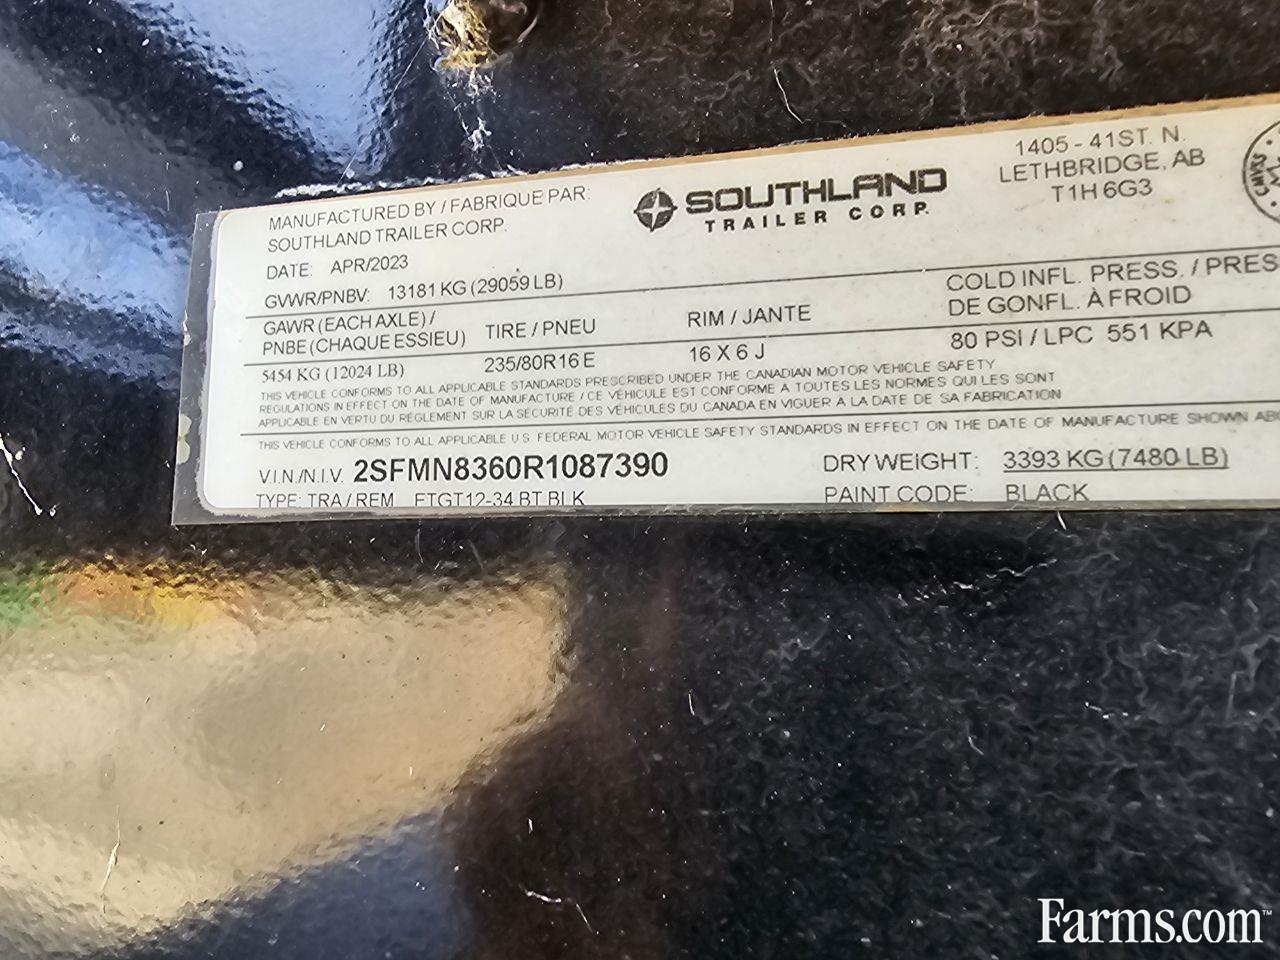 MANUFACTURED BY / FABRIQUE PAR:
SOUTHLAND TRAILER CORP.
SOUTHLAND
TRAILER CORP.
1405 - 41ST. N.
LETHBRIDGE, AB
T1H 6G3
CMVSS
DATE: APR/2023
GVWR/PNBV: 13181 KG (29059 LB)
GAWR (EACH AXLE) / TIRE / PNEU RIM / JANTE COLD INFL. PRESS. / PRES
PNBE (CHAQUE ESSIEU) DE GONFL. À FROID
5454 KG (12024 LB) 235/80R16 E 16 X 6 J 80 PSI / LPC 551 KPA
THIS VEHICLE CONFORMS TO ALL APPLICABLE STANDARDS PRESCRIBED UNDER THE CANADIAN MOTOR VEHICLE SAFETY
REGULATIONS IN EFFECT ON THE DATE OF MANUFACTURE / CE VÉHICULE EST CONFORME À TOUTES LES NORMES QUI LES SONT
APPLICABLE EN VERTU DU RÉGLEMENT SUR LA SÉCURITÉ DES VÉHICULES DU CANADA EN VIGUER À LA DATE DE SA FABRICATION
THIS VEHICLE CONFORMS TO ALL APPLICABLE U.S FEDERAL MOTOR VEHICLE SAFETY STANDARDS IN EFFECT ON THE DATE OF MANUFACTURE SHOWN AB
V.I.N./N.I.V. 2SFMN8360R1087390 DRY WEIGHT: 3393 KG (7480 LB)
TYPE: TRA / REM FTGT12-34 BT BLK PAINT CODE: BLACK
Farms.com™